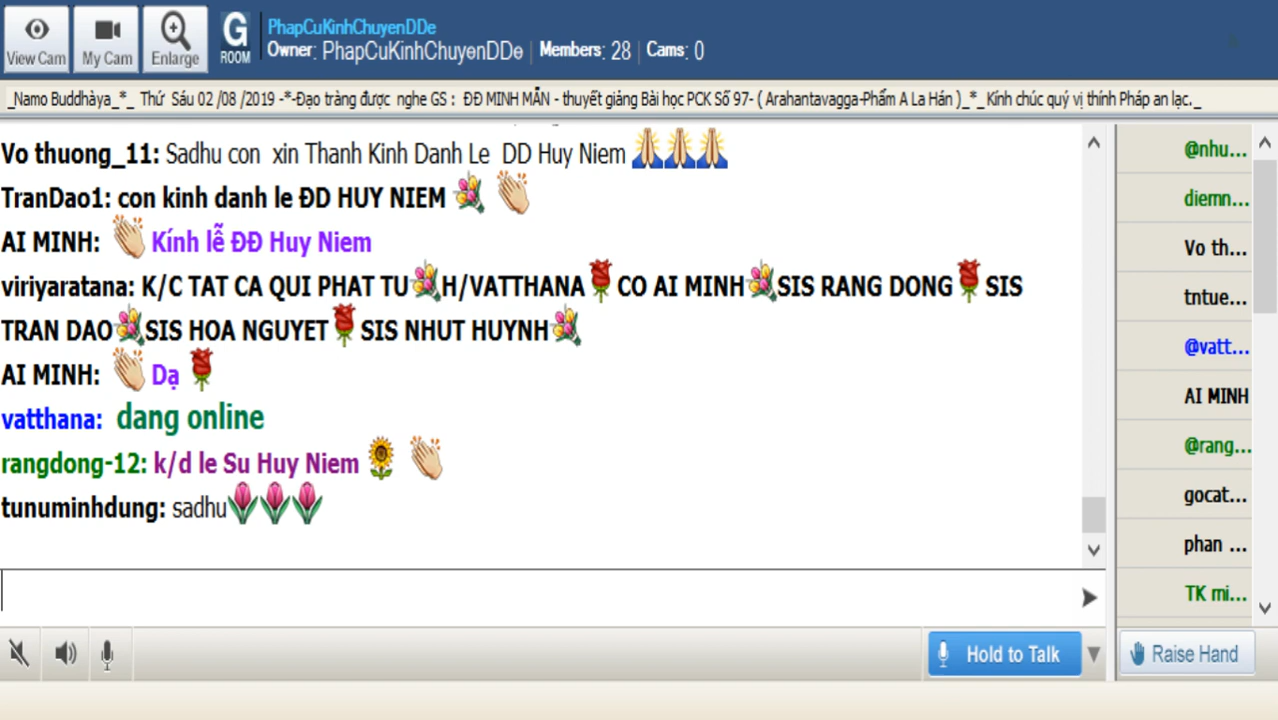 View Cam
My Cam
Enlarge
G
ROOM
PhapCuKinhChuyenDDe
Owner: PhapCuKinhChuyenDDe | Members: 28 | Cams: 0
_Namo Buddhàya_*_ Thứ Sáu 02 /08 /2019 -*-Đạo tràng được nghe GS : ĐĐ MINH MẪN - thuyết giảng Bài học PCK Số 97- ( Arahantavagga-Phẩm A La Hán )_*_Kính chúc quý vị thính Pháp an lạc._
Vo thuong_11: Sadhu con xin Thanh Kinh Danh Le DD Huy Niem
TranDao1: con kinh danh le ĐD HUY NIEM
AI MINH: Kính lễ ĐĐ Huy Niem
viriyaratana: K/C TAT CA QUI PHAT TU H/VATTHANA CO AI MINH SIS RANG DONG SIS
TRAN DAO SIS HOA NGUYET SIS NHUT HUYNH
AI MINH: Dạ
vatthana: dang online
rangdong-12: k/d le Su Huy Niem
tunuminhdung: sadhu
@nhu...
diemn...
Vo th...
tntue...
@vatt...
AI MINH
@rang...
gocat...
phan ...
TK mi...
Hold to Talk
Raise Hand